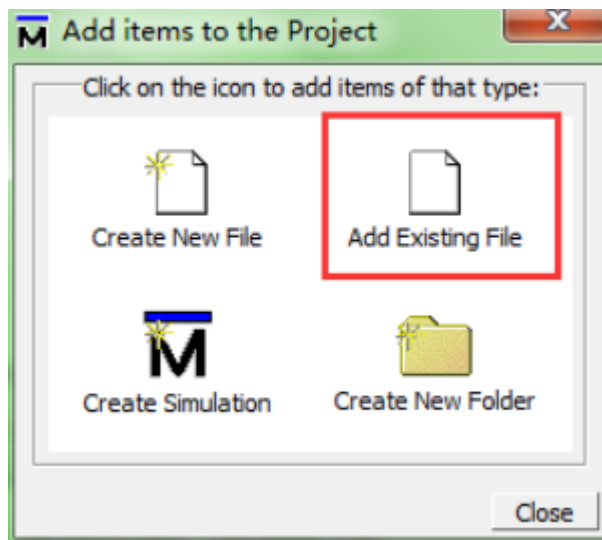 Add items to the Project
Click on the icon to add items of that type:
Create New File
Add Existing File
Create Simulation
Create New Folder
Close